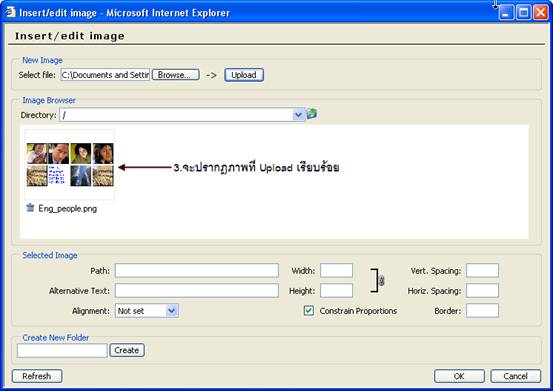 Insert/edit image - Microsoft Internet Explorer
Insert/edit image
New Image
Select file: C:\Documents and Settir Browse... -> Upload
Image Browser
Directory: /
3.จะปรากฏภาพที่ Upload เรียบร้อย
Eng_people.png
Selected Image
Path: Width: Vert. Spacing:
Alternative Text: Height: Horiz. Spacing:
Alignment: Not set Constrain Proportions Border:
Create New Folder
Create
Refresh OK Cancel